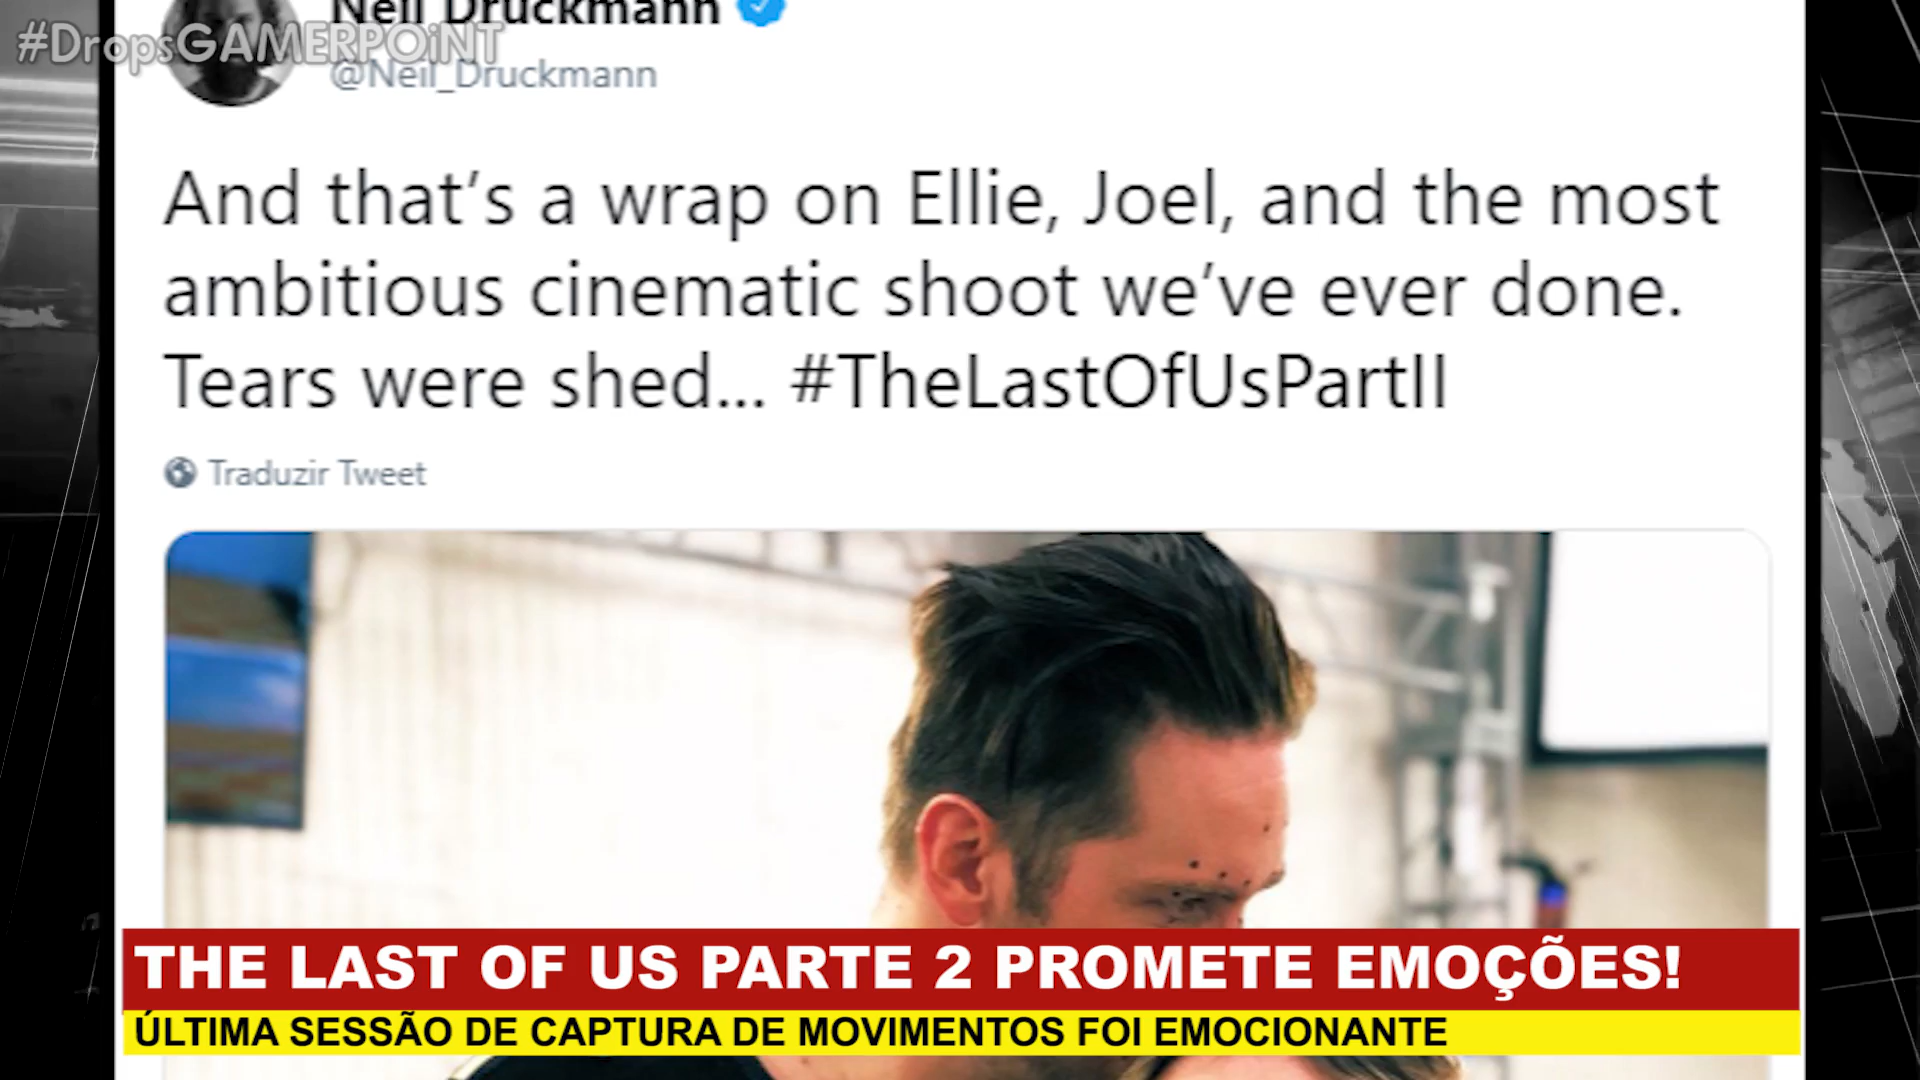 #DropsGAMERPOiNT
Neil Druckmann
@Neil_Druckmann
And that's a wrap on Ellie, Joel, and the most
ambitious cinematic shoot we've ever done.
Tears were shed... #TheLastOfUsPartII
Traduzir Tweet
THE LAST OF US PARTE 2 PROMETE EMOÇÕES!
ÚLTIMA SESSÃO DE CAPTURA DE MOVIMENTOS FOI EMOCIONANTE